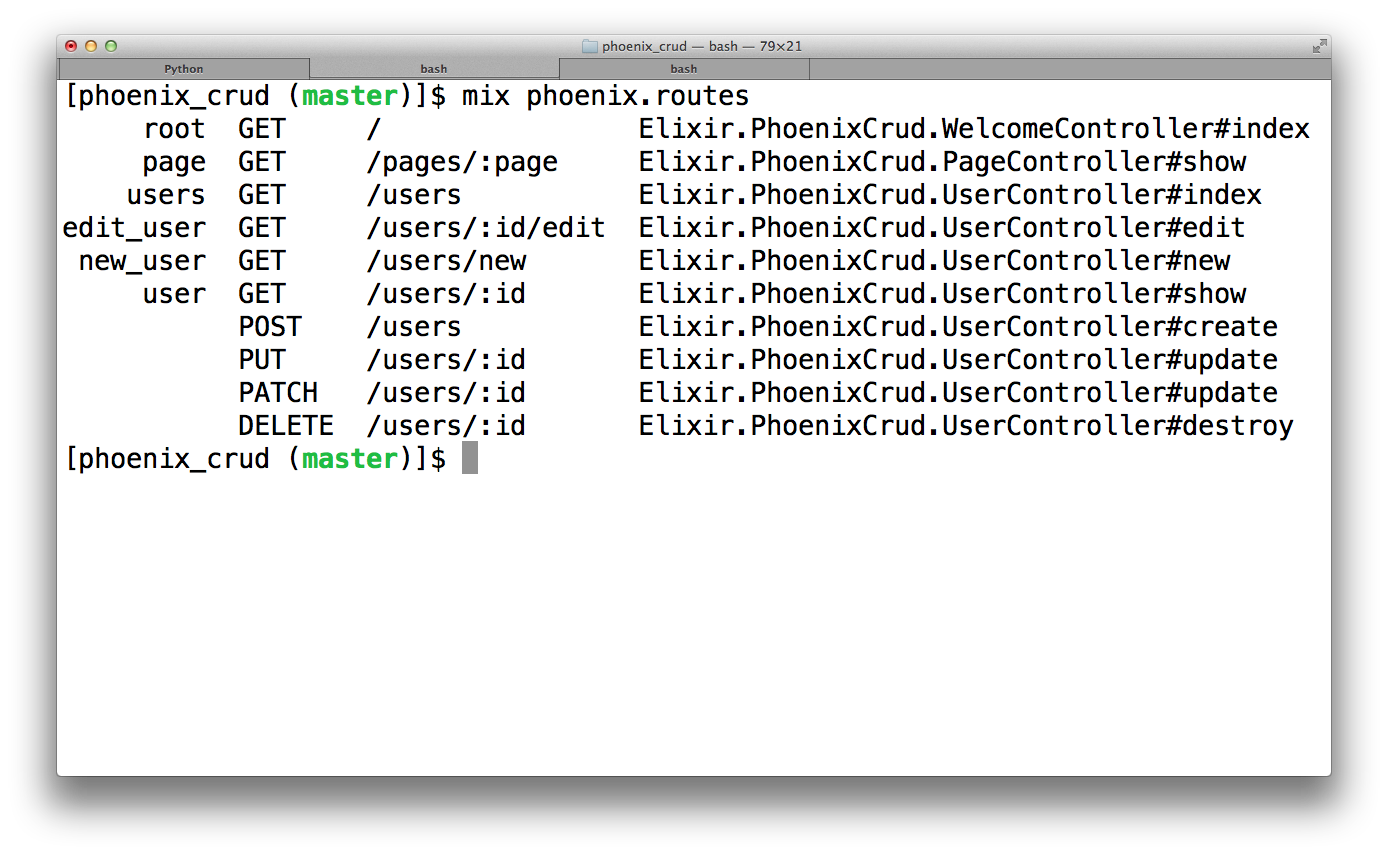 phoenix_crud — bash — 79×21
Python bash bash
[phoenix_crud (master)]$ mix phoenix.routes
root GET / Elixir.PhoenixCrud.WelcomeController#index
page GET /pages/:page Elixir.PhoenixCrud.PageController#show
users GET /users Elixir.PhoenixCrud.UserController#index
edit_user GET /users/:id/edit Elixir.PhoenixCrud.UserController#edit
new_user GET /users/new Elixir.PhoenixCrud.UserController#new
user GET /users/:id Elixir.PhoenixCrud.UserController#show
POST /users Elixir.PhoenixCrud.UserController#create
PUT /users/:id Elixir.PhoenixCrud.UserController#update
PATCH /users/:id Elixir.PhoenixCrud.UserController#update
DELETE /users/:id Elixir.PhoenixCrud.UserController#destroy
[phoenix_crud (master)]$